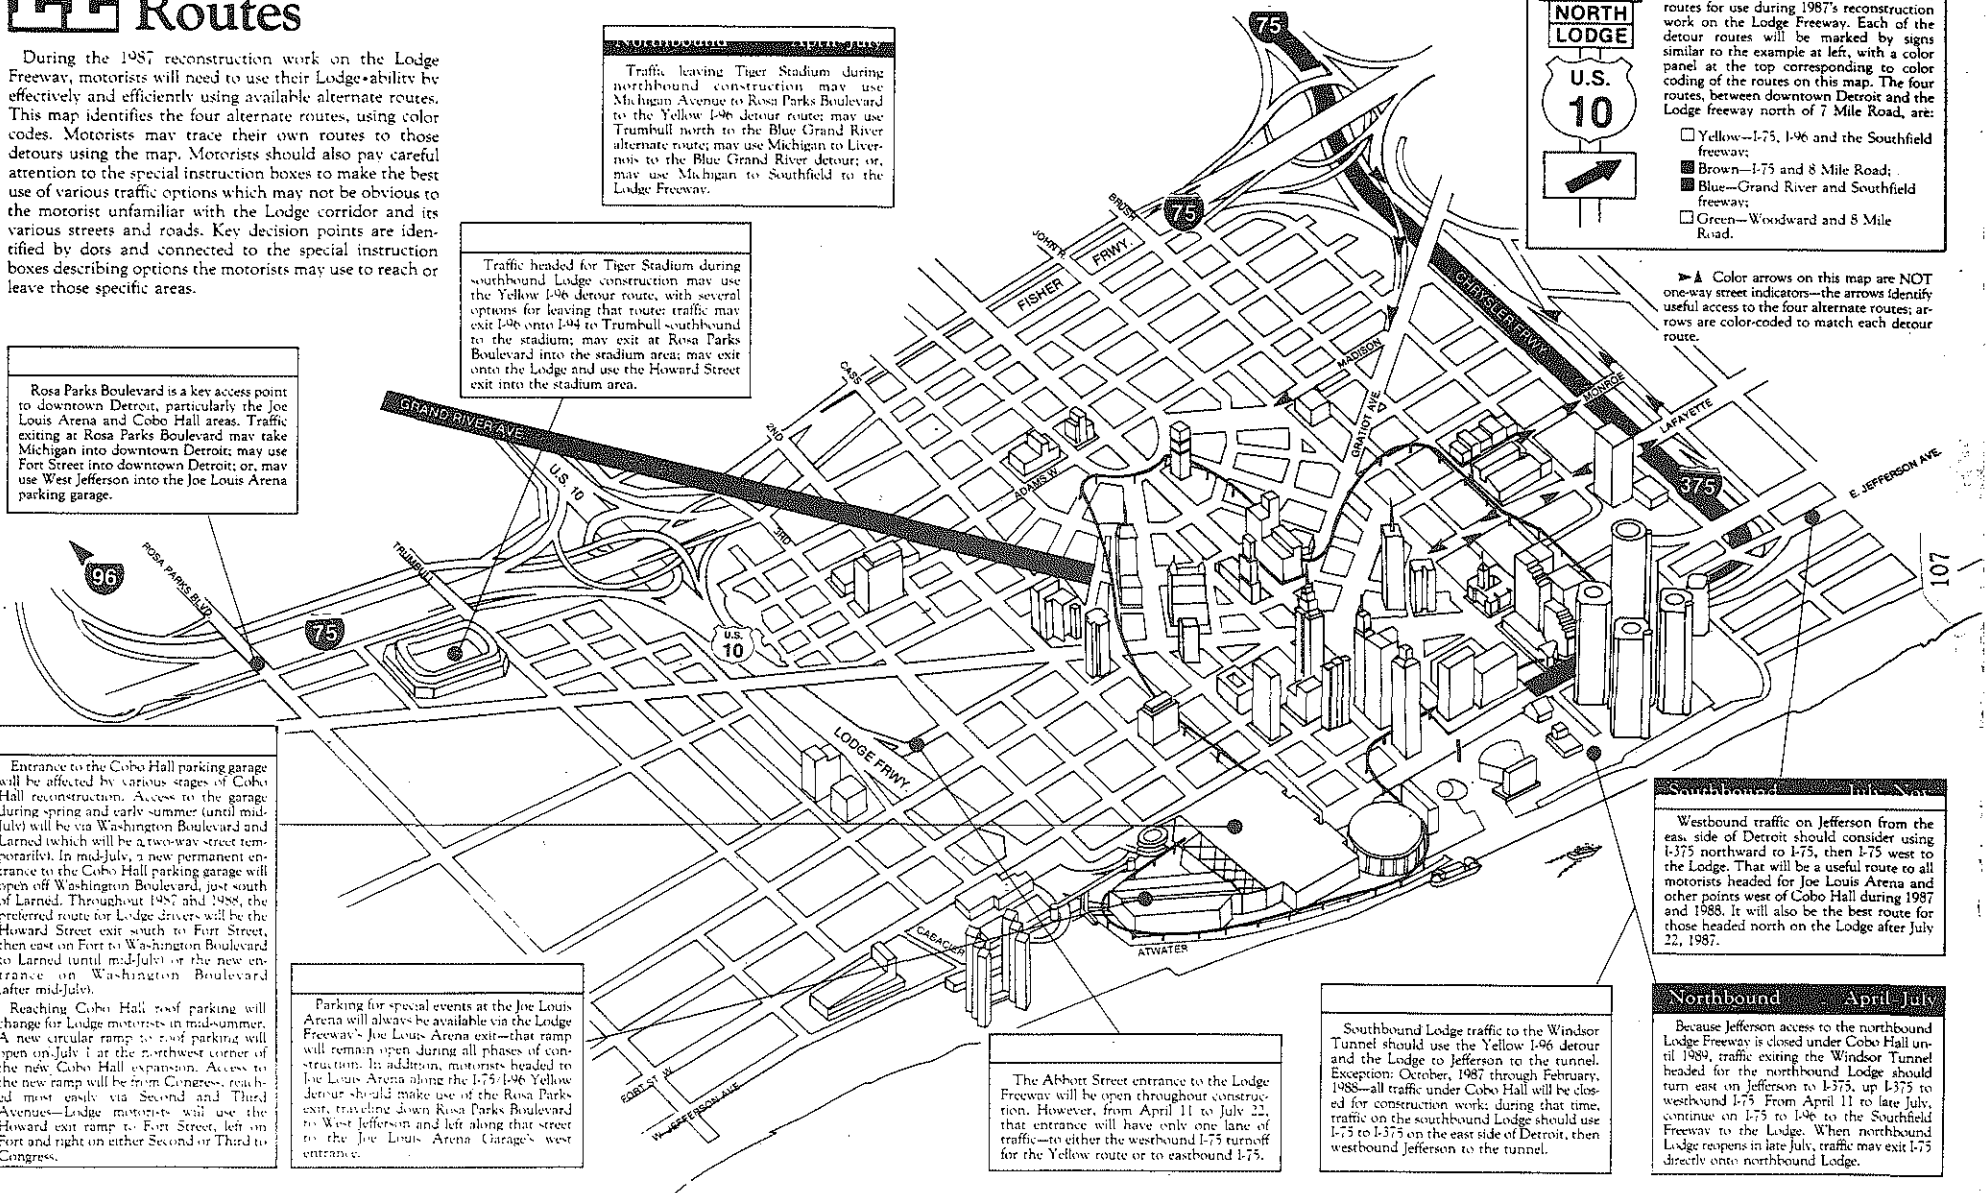 Routes
During the 1987 reconstruction work on the Lodge
Freeway, motorists will need to use their Lodge•ability by
effectively and efficiently using available alternate routes.
This map identifies the four alternate routes, using color
codes. Motorists may trace their own routes to those
detours using the map. Motorists should also pay careful
attention to the special instruction boxes to make the best
use of various traffic options which may not be obvious to
the motorist unfamiliar with the Lodge corridor and its
various streets and roads. Key decision points are iden-
tified by dots and connected to the special instruction
boxes describing options the motorists may use to reach or
leave those specific areas.
Northbound April-July
Traffic leaving Tiger Stadium during
northbound construction may use
Michigan Avenue to Rosa Parks Boulevard
to the Yellow I-96 detour route; may use
Trumbull north to the Blue Grand River
alternate route; may use Michigan to Liver-
nois to the Blue Grand River detour; or,
may use Michigan to Southfield to the
Lodge Freeway.
Traffic headed for Tiger Stadium during
southbound Lodge construction may use
the Yellow I-96 detour route, with several
options for leaving that route: traffic may
exit I-96 onto I-94 to Trumbull southbound
to the stadium; may exit at Rosa Parks
Boulevard into the stadium area; may exit
onto the Lodge and use the Howard Street
exit into the stadium area.
Rosa Parks Boulevard is a key access point
to downtown Detroit, particularly the Joe
Louis Arena and Cobo Hall areas. Traffic
exiting at Rosa Parks Boulevard may take
Michigan into downtown Detroit; may use
Fort Street into downtown Detroit; or, may
use West Jefferson into the Joe Louis Arena
parking garage.
NORTH
LODGE
U.S.
10
routes for use during 1987's reconstruction
work on the Lodge Freeway. Each of the
detour routes will be marked by signs
similar to the example at left, with a color
panel at the top corresponding to color
coding of the routes on this map. The four
routes, between downtown Detroit and the
Lodge freeway north of 7 Mile Road, are:
Yellow—I-75, I-96 and the Southfield
freeway;
Brown—I-75 and 8 Mile Road;
Blue—Grand River and Southfield
freeway;
Green—Woodward and 8 Mile
Road.
Color arrows on this map are NOT
one-way street indicators—the arrows identify
useful access to the four alternate routes; ar-
rows are color-coded to match each detour
route.
75
75
BRUSH
JOHN R.
FISHER FRWY.
CHRYSLER FRWY.
MADISON
GRATIOT AVE.
MONROE
LAFAYETTE
375
E. JEFFERSON AVE.
107
CASS
2ND
3RD
ADAMS W
GRAND RIVER AVE.
U.S. 10
TRUMBULL
ROSA PARKS BLVD
96
75
U.S.
10
LODGE FRWY.
CABACIER
ATWATER
FORT ST. W.
W. JEFFERSON AVE
Entrance to the Cobo Hall parking garage
will be affected by various stages of Cobo
Hall reconstruction. Access to the garage
during spring and early summer (until mid-
July) will be via Washington Boulevard and
Larned (which will be a two-way street tem-
porarily). In mid-July, a new permanent en-
trance to the Cobo Hall parking garage will
open off Washington Boulevard, just south
of Larned. Throughout 1987 and 1988, the
preferred route for Lodge drivers will be the
Howard Street exit south to Fort Street,
then east on Fort to Washington Boulevard
to Larned (until mid-July) or the new en-
trance on Washington Boulevard
(after mid-July).
Reaching Cobo Hall roof parking will
change for Lodge motorists in mid-summer.
A new circular ramp to roof parking will
open on July 1 at the northwest corner of
the new Cobo Hall expansion. Access to
the new ramp will be from Congress, reach-
ed most easily via Second and Third
Avenues—Lodge motorists will use the
Howard exit ramp to Fort Street, left on
Fort and right on either Second or Third to
Congress.
Parking for special events at the Joe Louis
Arena will always be available via the Lodge
Freeway's Joe Louis Arena exit—that ramp
will remain open during all phases of con-
struction. In addition, motorists headed to
Joe Louis Arena along the I-75/I-96 Yellow
detour should make use of the Rosa Parks
exit, traveling down Rosa Parks Boulevard
to West Jefferson and left along that street
to the Joe Louis Arena Garage's west
entrance.
The Abbott Street entrance to the Lodge
Freeway will be open throughout construc-
tion. However, from April 11 to July 22,
that entrance will have only one lane of
traffic—to either the westbound I-75 turnoff
for the Yellow route or to eastbound I-75.
Southbound Lodge traffic to the Windsor
Tunnel should use the Yellow I-96 detour
and the Lodge to Jefferson to the tunnel.
Exception: October, 1987 through February,
1988—all traffic under Cobo Hall will be clos-
ed for construction work; during that time,
traffic on the southbound Lodge should use
I-75 to I-375 on the east side of Detroit, then
westbound Jefferson to the tunnel.
Southbound July-Nov
Westbound traffic on Jefferson from the
east side of Detroit should consider using
I-375 northward to I-75, then I-75 west to
the Lodge. That will be a useful route to all
motorists headed for Joe Louis Arena and
other points west of Cobo Hall during 1987
and 1988. It will also be the best route for
those headed north on the Lodge after July
22, 1987.
Northbound April-July
Because Jefferson access to the northbound
Lodge Freeway is closed under Cobo Hall un-
til 1989, traffic exiting the Windsor Tunnel
headed for the northbound Lodge should
turn east on Jefferson to I-375, up I-375 to
westbound I-75. From April 11 to late July,
continue on I-75 to I-96 to the Southfield
Freeway to the Lodge. When northbound
Lodge reopens in late July, traffic may exit I-75
directly onto northbound Lodge.